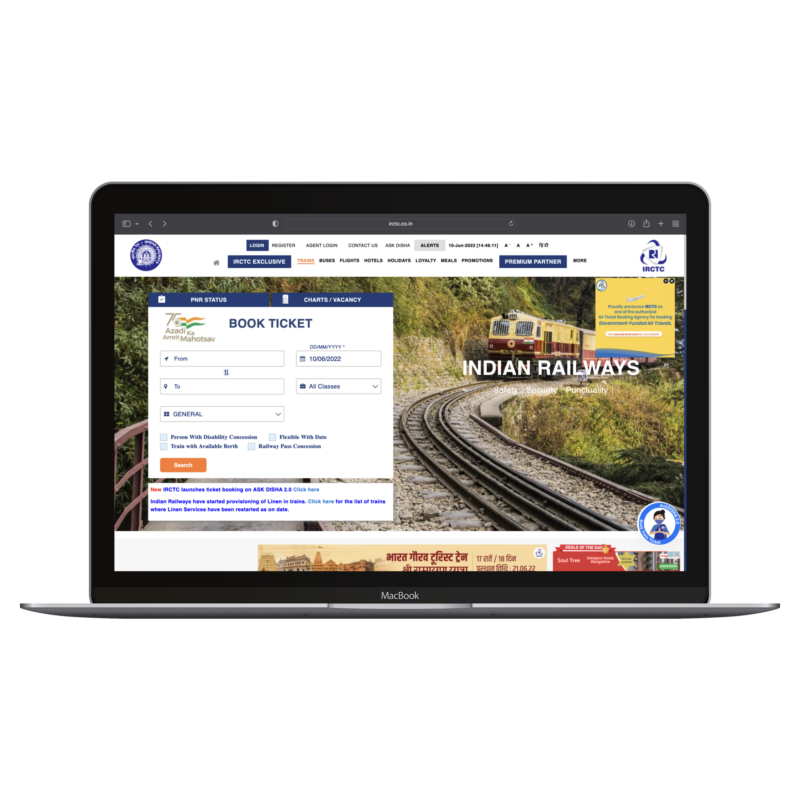 irctc.co.in
LOGIN REGISTER AGENT LOGIN CONTACT US ASK DISHA ALERTS 10-Jun-2022 [14:46:11] A- A A+ हिंदी
IRCTC EXCLUSIVE TRAINS BUSES FLIGHTS HOTELS HOLIDAYS LOYALTY MEALS PROMOTIONS PREMIUM PARTNER MORE
IRCTC
PNR STATUS CHARTS / VACANCY
75
Azadi Ka
Amrit Mahotsav
BOOK TICKET
DD/MM/YYYY *
From 10/06/2022
To All Classes
GENERAL
Person With Disability Concession Flexible With Date
Train with Available Berth Railway Pass Concession
Search
New IRCTC launches ticket booking on ASK DISHA 2.0 Click here
Indian Railways have started provisioning of Linen in trains. Click here for the list of trains
where Linen Services have been restarted as on date.
Proudly announce IRCTC as
one of the authorized
Air Ticket Booking Agency for booking
Government-Funded Air Travels.
INDIAN RAILWAYS
Safety | Security | Punctuality |
भारत गौरव टूरिस्ट ट्रेन
श्री रामायण यात्रा
17 रातें / 18 दिन
प्रस्थान तिथि : 21.06.22
DEALS OF THE DAY
Soul Tree
Bangalore
MacBook